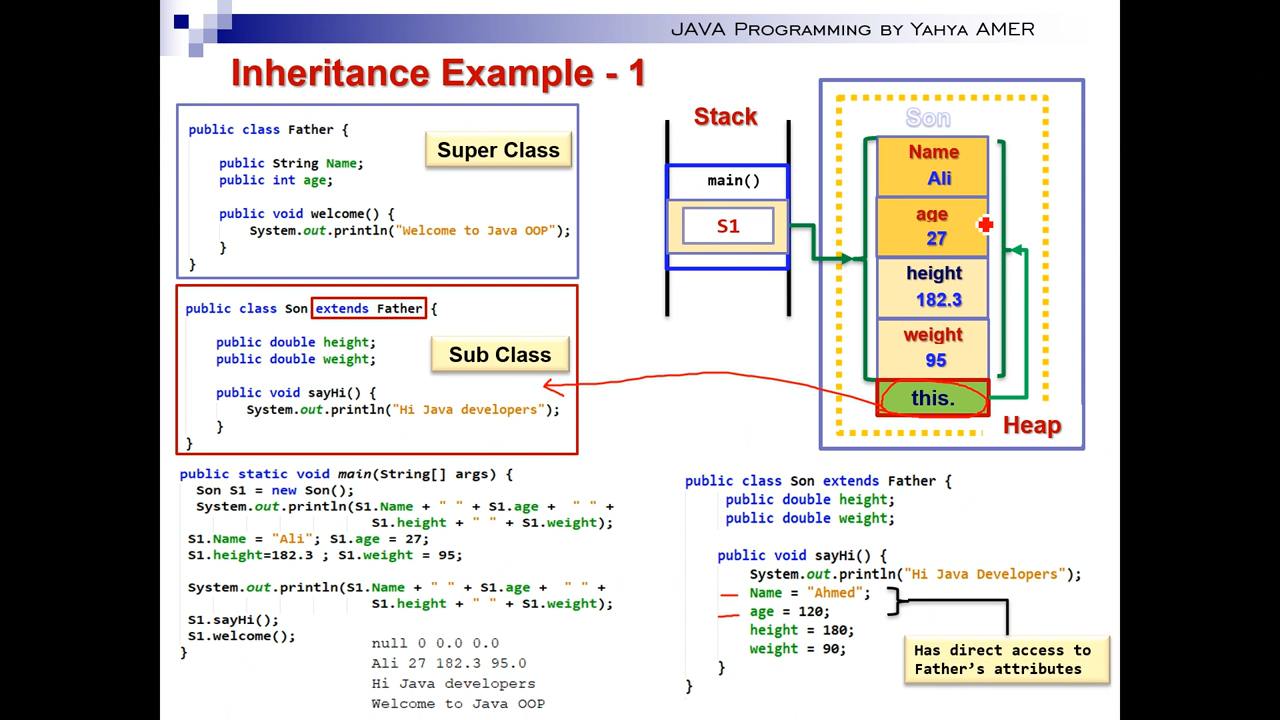 JAVA Programming by Yahya AMER
Inheritance Example - 1
public class Father {
Super Class
public String Name;
public int age;
public void welcome() {
System.out.println("Welcome to Java OOP");
}
}
public class Son extends Father {
public double height;
public double weight;
Sub Class
public void sayHi() {
System.out.println("Hi Java developers");
}
}
Stack
main()
S1
Son
Name
Ali
age
27
height
182.3
weight
95
this.
Heap
public static void main(String[] args) {
Son S1 = new Son();
System.out.println(S1.Name + " " + S1.age + " " +
S1.height + " " + S1.weight);
S1.Name = "Ali"; S1.age = 27;
S1.height=182.3 ; S1.weight = 95;
System.out.println(S1.Name + " " + S1.age + " " +
S1.height + " " + S1.weight);
S1.sayHi();
S1.welcome();
}
null 0 0.0 0.0
Ali 27 182.3 95.0
Hi Java developers
Welcome to Java OOP
public class Son extends Father {
public double height;
public double weight;
public void sayHi() {
System.out.println("Hi Java Developers");
Name = "Ahmed";
age = 120;
height = 180;
weight = 90;
}
}
Has direct access to
Father's attributes